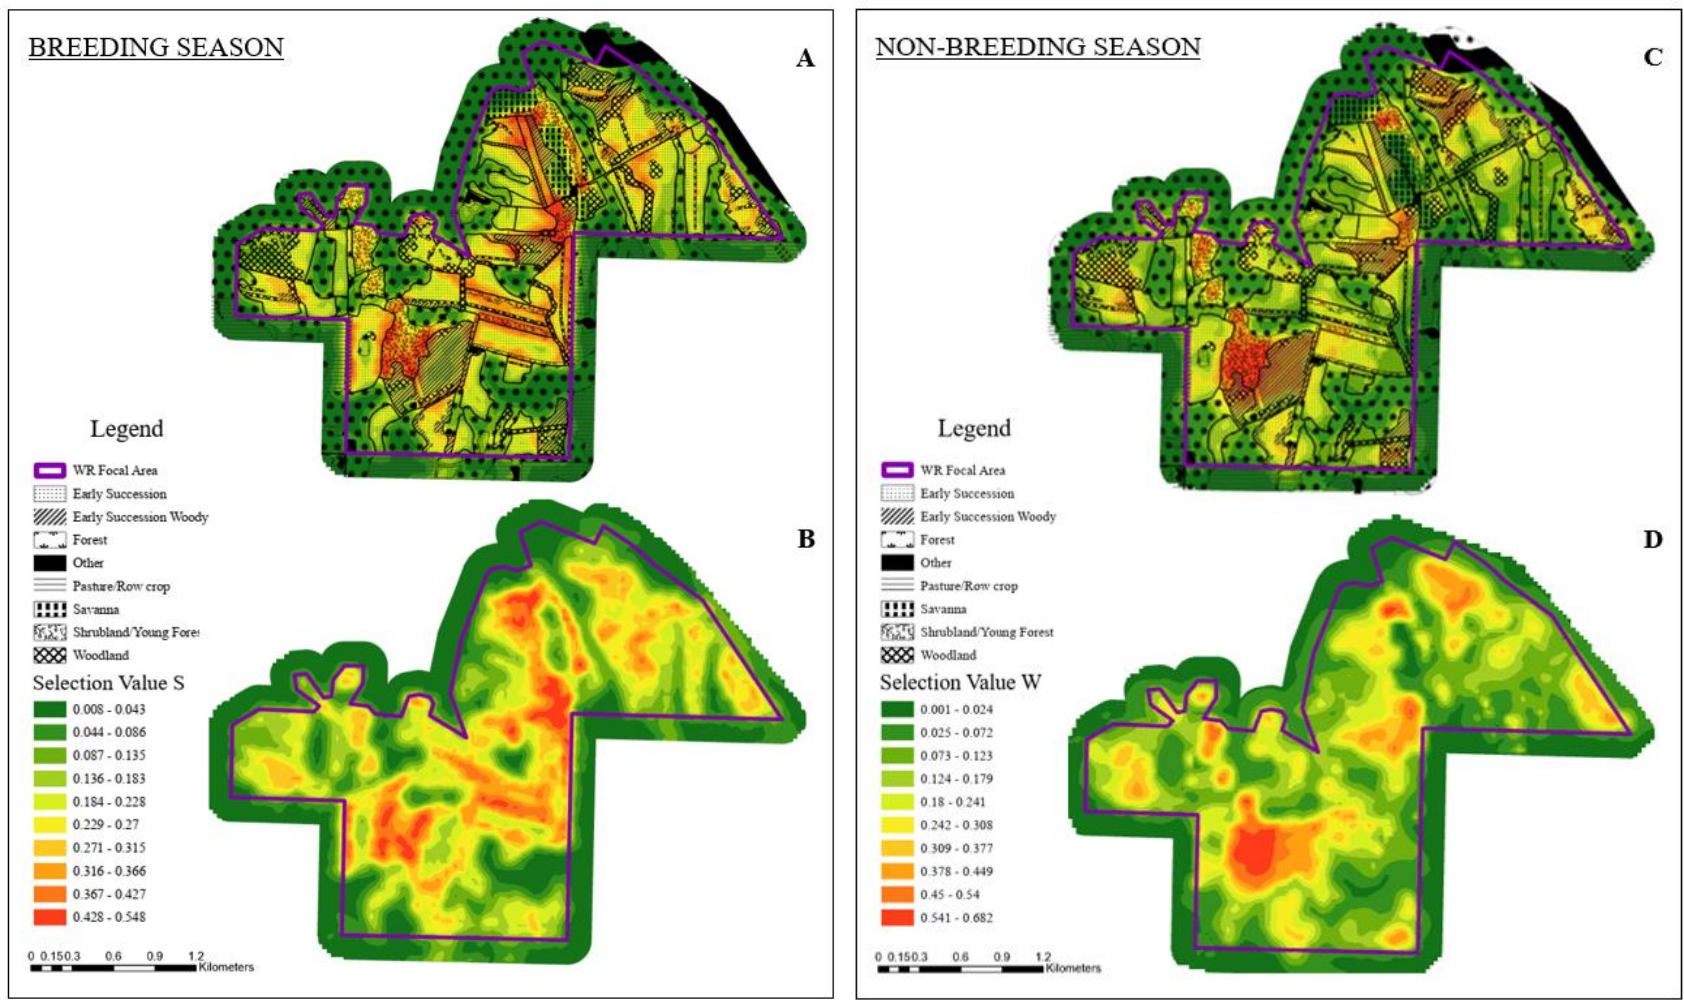 BREEDING SEASON
A
Legend
WR Focal Area
Early Succession
Early Succession Woody
Forest
Other
Pasture/Row crop
Savanna
Shrubland/Young Fores
Woodland
B
Selection Value S
0.008 - 0.043
0.044 - 0.086
0.087 - 0.135
0.136 - 0.183
0.184 - 0.228
0.229 - 0.27
0.271 - 0.315
0.316 - 0.366
0.367 - 0.427
0.428 - 0.548
0 0.15 0.3 0.6 0.9 1.2
Kilometers
NON-BREEDING SEASON
C
Legend
WR Focal Area
Early Succession
Early Succession Woody
Forest
Other
Pasture/Row crop
Savanna
Shrubland/Young Forest
Woodland
D
Selection Value W
0.001 - 0.024
0.025 - 0.072
0.073 - 0.123
0.124 - 0.179
0.18 - 0.241
0.242 - 0.308
0.309 - 0.377
0.378 - 0.449
0.45 - 0.54
0.541 - 0.682
0 0.15 0.3 0.6 0.9 1.2
Kilometers